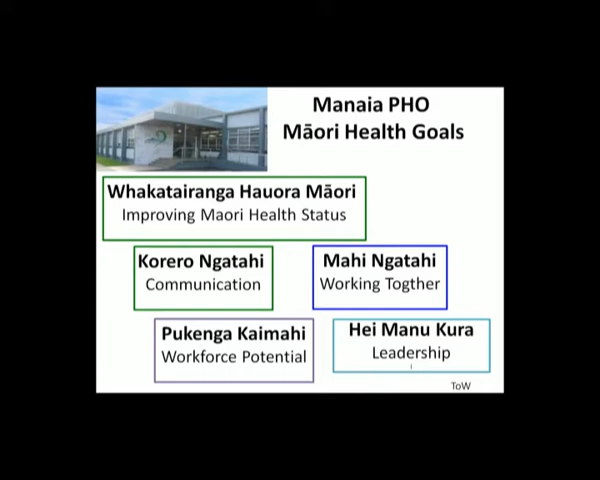 Manaia PHO
Māori Health Goals
Whakatairanga Hauora Māori
Improving Maori Health Status
Korero Ngatahi
Communication
Mahi Ngatahi
Working Togther
Pukenga Kaimahi
Workforce Potential
Hei Manu Kura
Leadership
ToW